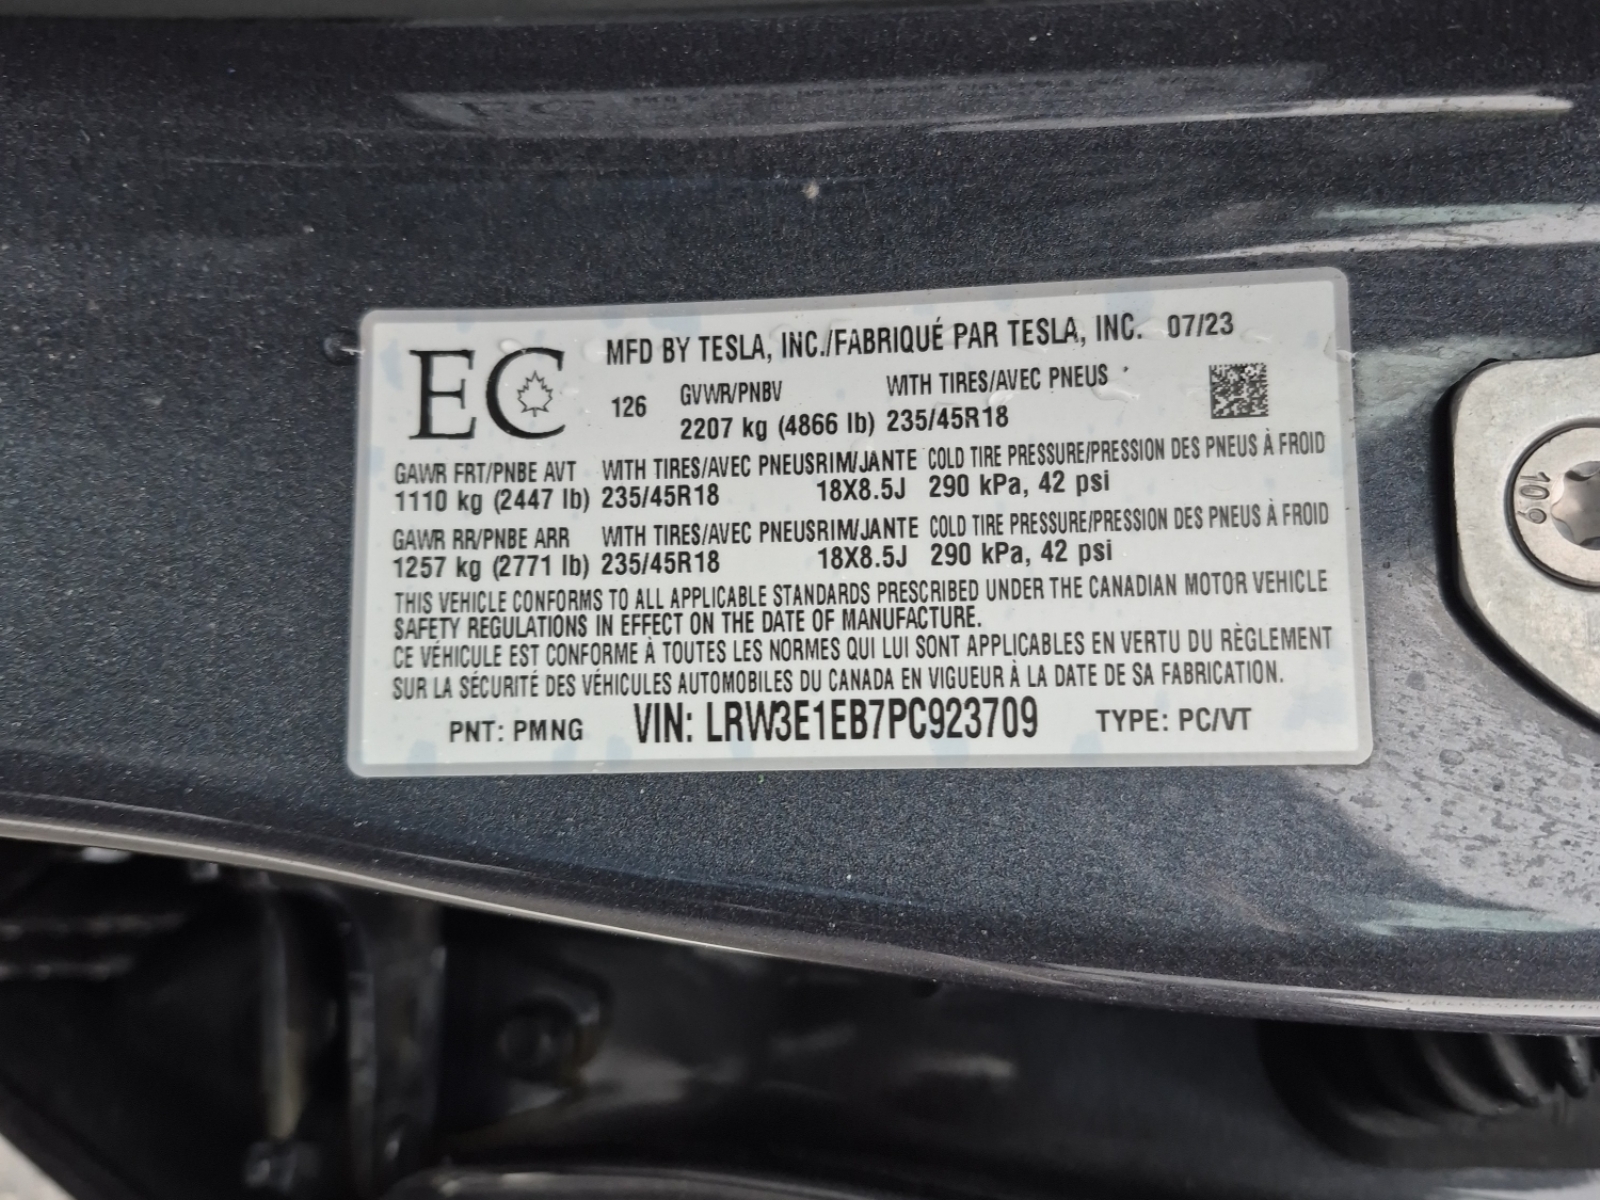 EC
MFD BY TESLA, INC./FABRIQUÉ PAR TESLA, INC. 07/23
126 GVWR/PNBV WITH TIRES/AVEC PNEUS
2207 kg (4866 lb) 235/45R18
GAWR FRT/PNBE AVT WITH TIRES/AVEC PNEUSRIM/JANTE COLD TIRE PRESSURE/PRESSION DES PNEUS À FROID
1110 kg (2447 lb) 235/45R18 18X8.5J 290 kPa, 42 psi
GAWR RR/PNBE ARR WITH TIRES/AVEC PNEUSRIM/JANTE COLD TIRE PRESSURE/PRESSION DES PNEUS À FROID
1257 kg (2771 lb) 235/45R18 18X8.5J 290 kPa, 42 psi
THIS VEHICLE CONFORMS TO ALL APPLICABLE STANDARDS PRESCRIBED UNDER THE CANADIAN MOTOR VEHICLE
SAFETY REGULATIONS IN EFFECT ON THE DATE OF MANUFACTURE.
CE VÉHICULE EST CONFORME À TOUTES LES NORMES QUI LUI SONT APPLICABLES EN VERTU DU RÈGLEMENT
SUR LA SÉCURITÉ DES VÉHICULES AUTOMOBILES DU CANADA EN VIGUEUR À LA DATE DE SA FABRICATION.
PNT: PMNG VIN: LRW3E1EB7PC923709 TYPE: PC/VT
10.9